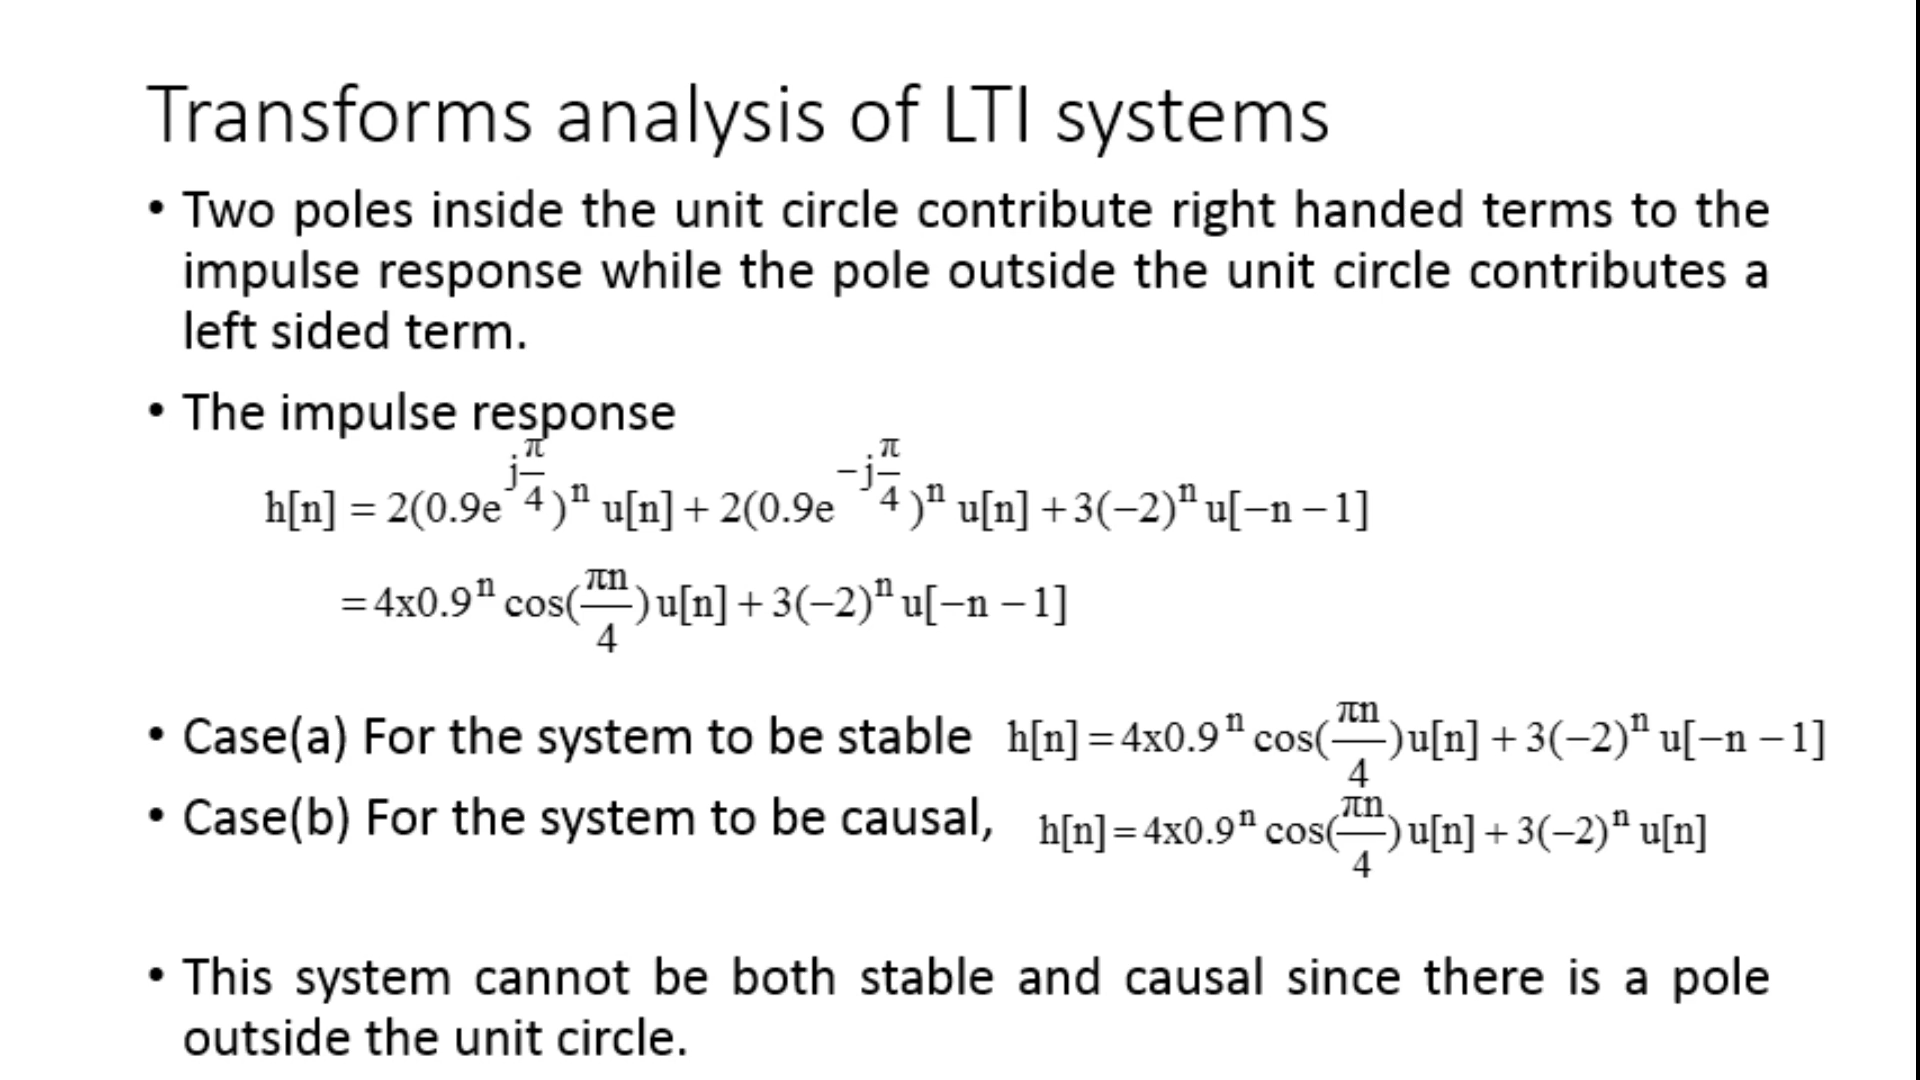 Transforms analysis of LTI systems
• Two poles inside the unit circle contribute right handed terms to the
impulse response while the pole outside the unit circle contributes a
left sided term.
• The impulse response
h[n] = 2(0.9e^{j\frac{π}{4}})^n u[n] + 2(0.9e^{-j\frac{π}{4}})^n u[n] + 3(−2)^n u[−n − 1]
= 4x0.9^n cos(\frac{πn}{4})u[n] + 3(−2)^n u[−n − 1]
• Case(a) For the system to be stable h[n] = 4x0.9^n cos(\frac{πn}{4})u[n] + 3(−2)^n u[−n − 1]
• Case(b) For the system to be causal, h[n] = 4x0.9^n cos(\frac{πn}{4})u[n] + 3(−2)^n u[n]
• This system cannot be both stable and causal since there is a pole
outside the unit circle.